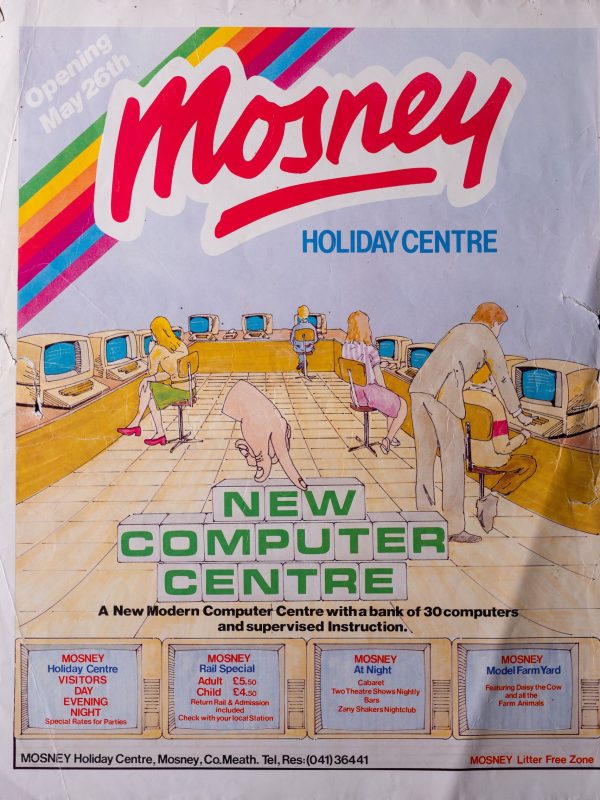 Opening
May 26th
Mosney
HOLIDAY CENTRE
NEW
COMPUTER
CENTRE
A New Modern Computer Centre with a bank of 30 computers
and supervised Instruction.
MOSNEY
Holiday Centre
VISITORS
DAY
EVENING
NIGHT
Special Rates for Parties
MOSNEY
Rail Special
Adult £5.50
Child £4.50
Return Rail & Admission
included
Check with your local Station
MOSNEY
At Night
Cabaret
Two Theatre Shows Nightly
Bars
Zany Shakers Nightclub
MOSNEY
Model Farm Yard
Featuring Daisy the Cow
and all the
Farm Animals
MOSNEY Holiday Centre, Mosney, Co. Meath. Tel, Res: (041) 36441
MOSNEY Litter Free Zone